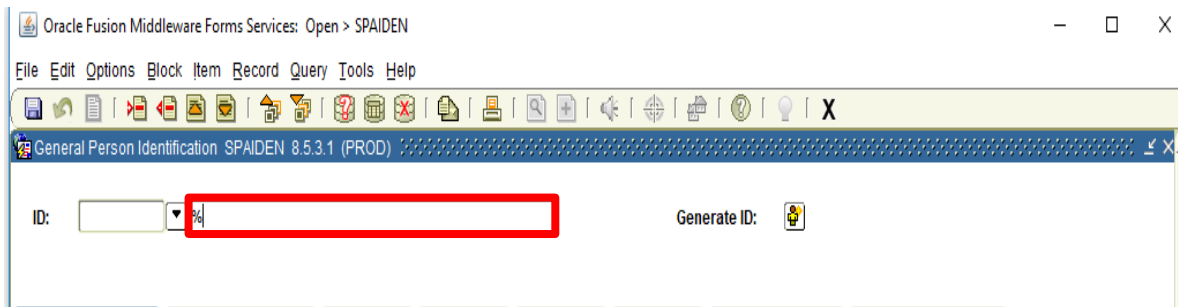 Oracle Fusion Middleware Forms Services: Open > SPAIDEN
File Edit Options Block Item Record Query Tools Help
General Person Identification SPAIDEN 8.5.3.1 (PROD)
ID: % Generate ID: